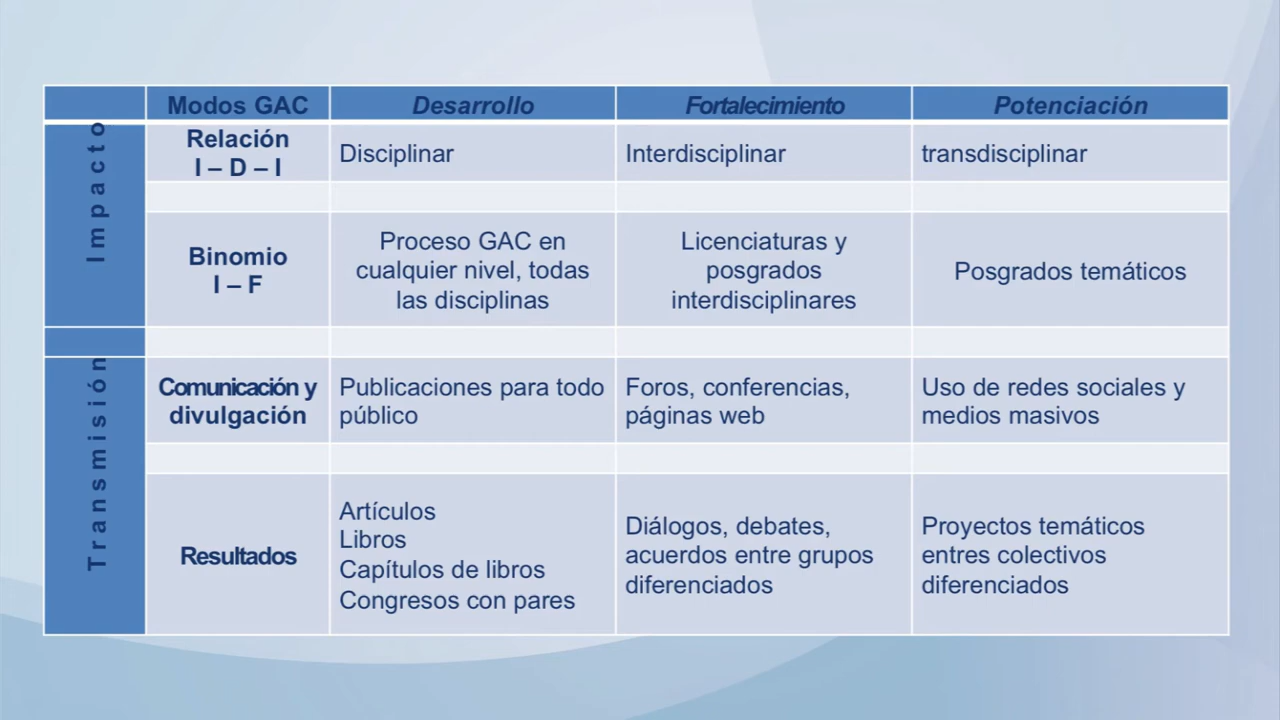 Modos GAC
Desarrollo
Fortalecimiento
Potenciación
Impacto
Relación
I – D – I
Disciplinar
Interdisciplinar
transdisciplinar
Binomio
I – F
Proceso GAC en
cualquier nivel, todas
las disciplinas
Licenciaturas y
posgrados
interdisciplinares
Posgrados temáticos
Transmisión
Comunicación y
divulgación
Publicaciones para todo
público
Foros, conferencias,
páginas web
Uso de redes sociales y
medios masivos
Resultados
Artículos
Libros
Capítulos de libros
Congresos con pares
Diálogos, debates,
acuerdos entre grupos
diferenciados
Proyectos temáticos
entres colectivos
diferenciados